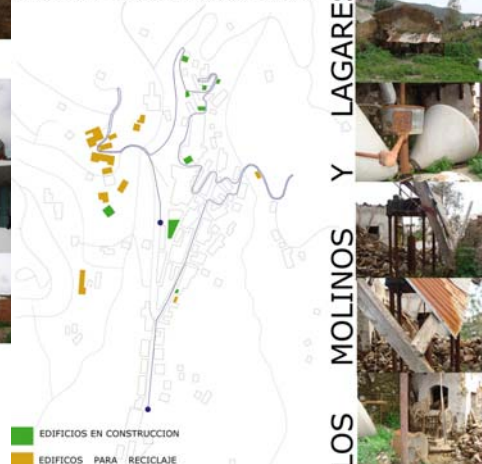 LOS MOLINOS Y LAGARES
EDIFICIOS EN CONSTRUCCION
EDIFICOS PARA RECICLAJE